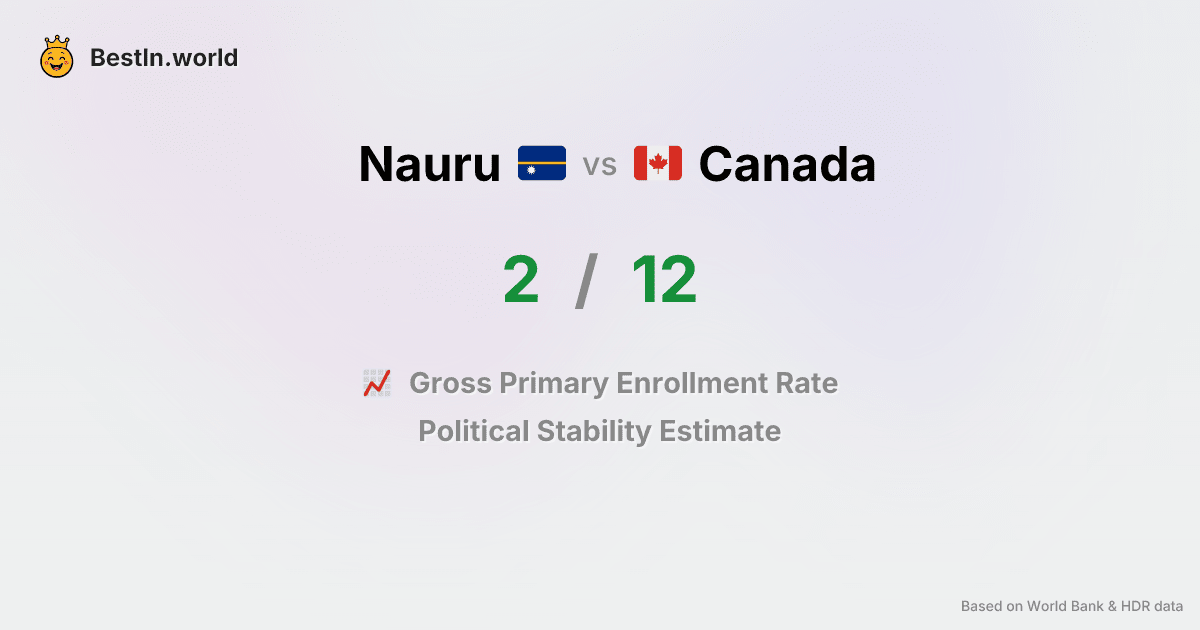 BestIn.world
Nauru vs Canada
2 / 12
Gross Primary Enrollment Rate
Political Stability Estimate
Based on World Bank & HDR data